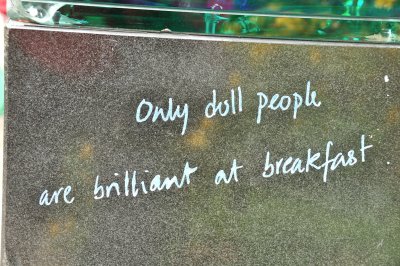 Only dull people
are brilliant at breakfast.